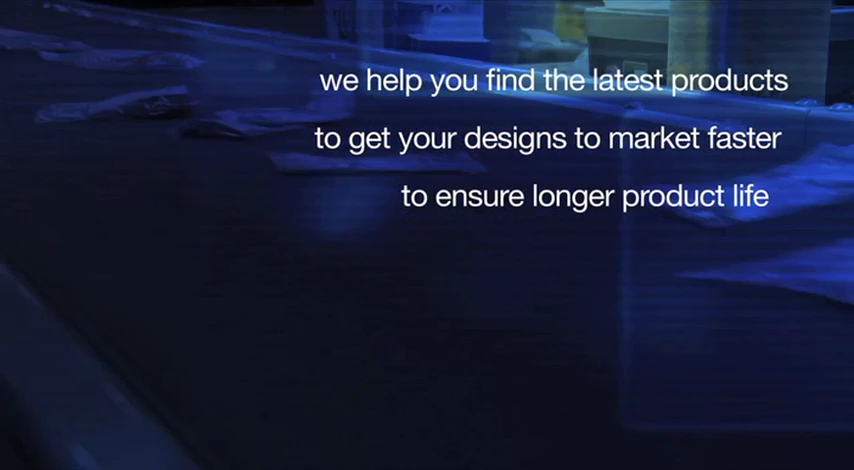 we help you find the latest products
to get your designs to market faster
to ensure longer product life